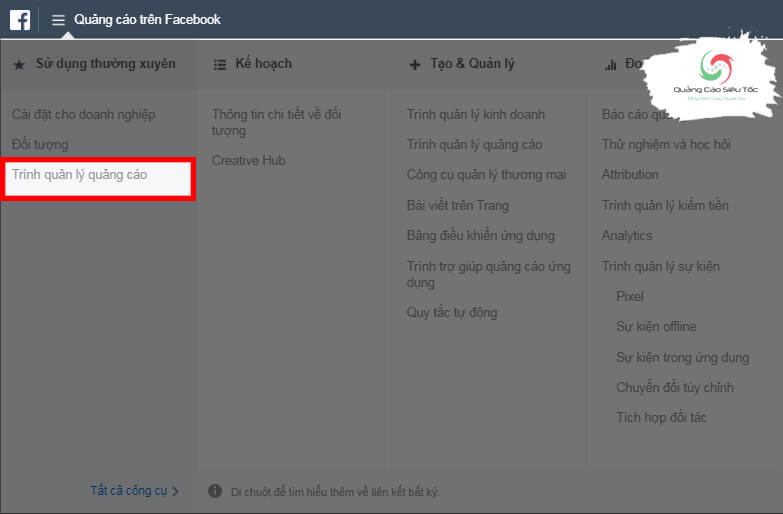 Quảng cáo trên Facebook
Sử dụng thường xuyên
Cài đặt cho doanh nghiệp
Đối tượng
Trình quản lý quảng cáo
Tất cả công cụ
Kế hoạch
Thông tin chi tiết về đối
tượng
Creative Hub
Tạo & Quản lý
Trình quản lý kinh doanh
Trình quản lý quảng cáo
Công cụ quản lý thương mại
Bài viết trên Trang
Bảng điều khiển ứng dụng
Trình trợ giúp quảng cáo ứng
dụng
Quy tắc tự động
Báo cáo
Thử nghiệm và học hỏi
Attribution
Trình quản lý kiếm tiền
Analytics
Trình quản lý sự kiện
Pixel
Sự kiện offline
Sự kiện trong ứng dụng
Chuyển đổi tùy chỉnh
Tích hợp đối tác
Di chuột để tìm hiểu thêm về liên kết bất kỳ.
Quảng Cáo Siêu Tốc